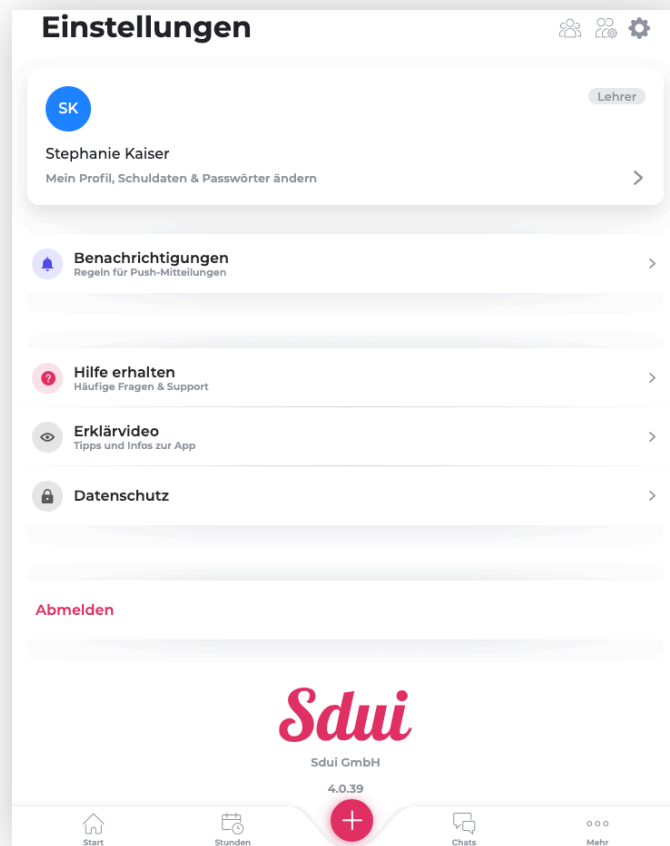 Einstellungen
SK
Lehrer
Stephanie Kaiser
Mein Profil, Schuldaten & Passwörter ändern
Benachrichtigungen
Regeln für Push-Mitteilungen
Hilfe erhalten
Häufige Fragen & Support
Erklärvideo
Tipps und Infos zur App
Datenschutz
Abmelden
Sdui
Sdui GmbH
4.0.39
Start
Stunden
Chats
Mehr